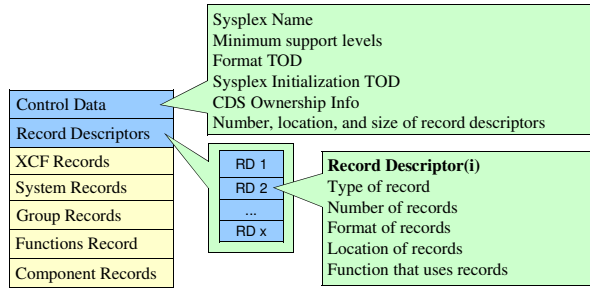 Sysplex Name
Minimum support levels
Format TOD
Sysplex Initialization TOD
CDS Ownership Info
Number, location, and size of record descriptors
Control Data
Record Descriptors
XCF Records
System Records
Group Records
Functions Record
Component Records
RD 1
RD 2
...
RD x
Record Descriptor(i)
Type of record
Number of records
Format of records
Location of records
Function that uses records